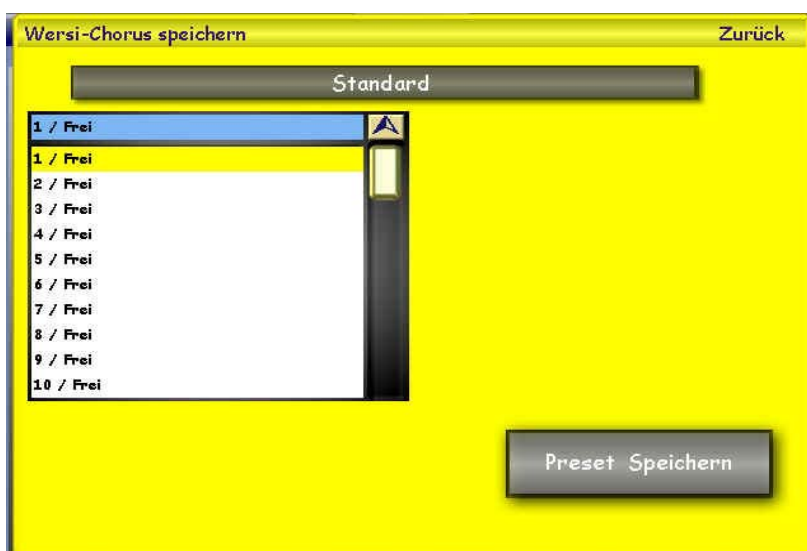 Wersi-Chorus speichern Zurück
Standard
1 / Frei
1 / Frei
2 / Frei
3 / Frei
4 / Frei
5 / Frei
6 / Frei
7 / Frei
8 / Frei
9 / Frei
10 / Frei
Preset Speichern